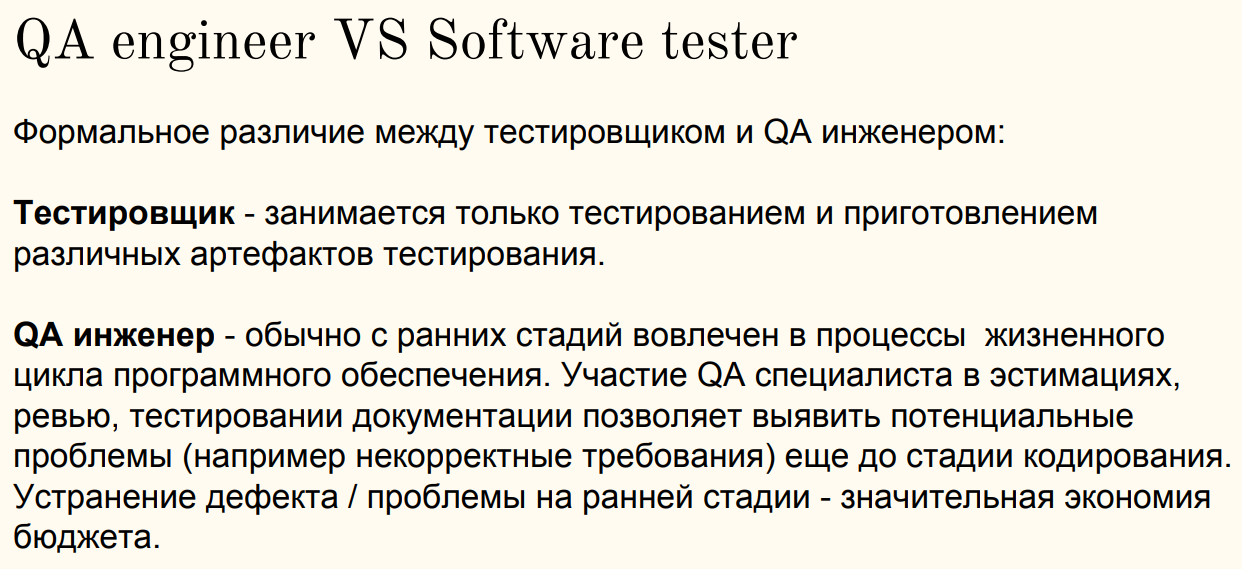 QA engineer VS Software tester
Формальное различие между тестировщиком и QA инженером:
Тестировщик - занимается только тестированием и приготовлением
различных артефактов тестирования.
QA инженер - обычно с ранних стадий вовлечен в процессы  жизненного
цикла программного обеспечения. Участие QA специалиста в эстимациях,
ревью, тестировании документации позволяет выявить потенциальные
проблемы (например некорректные требования) еще до стадии кодирования.
Устранение дефекта / проблемы на ранней стадии - значительная экономия
бюджета.